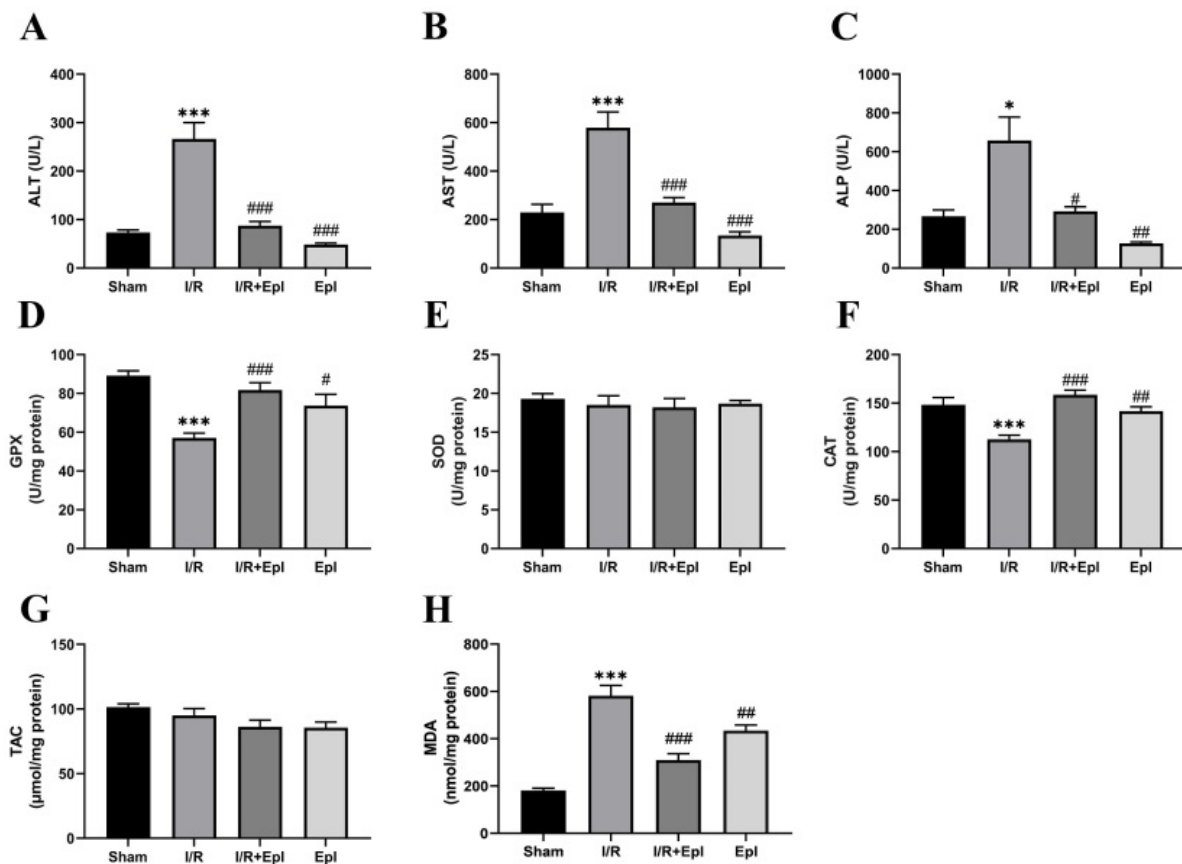 A
ALT (U/L)
400
300
200
100
0
***
###
###
Sham I/R I/R+Epl Epl
B
AST (U/L)
800
600
400
200
0
***
###
###
Sham I/R I/R+Epl Epl
C
ALP (U/L)
1000
800
600
400
200
0
*
#
##
Sham I/R I/R+Epl Epl
D
GPX
(U/mg protein)
100
80
60
40
20
0
***
###
#
Sham I/R I/R+Epl Epl
E
SOD
(U/mg protein)
25
20
15
10
5
0
Sham I/R I/R+Epl Epl
F
CAT
(U/mg protein)
200
150
100
50
0
***
###
##
Sham I/R I/R+Epl Epl
G
TAC
(μmol/mg protein)
150
100
50
0
Sham I/R I/R+Epl Epl
H
MDA
(nmol/mg protein)
800
600
400
200
0
***
###
##
Sham I/R I/R+Epl Epl